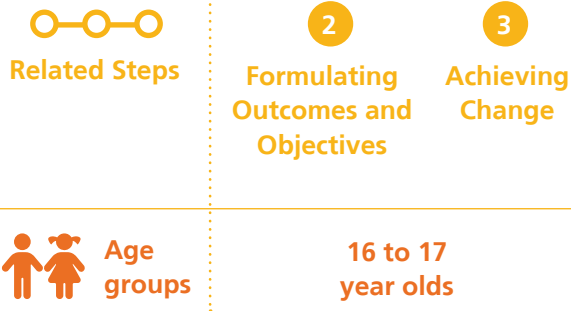 Related Steps
2
Formulating
Outcomes and
Objectives
3
Achieving
Change
Age
groups
16 to 17
year olds